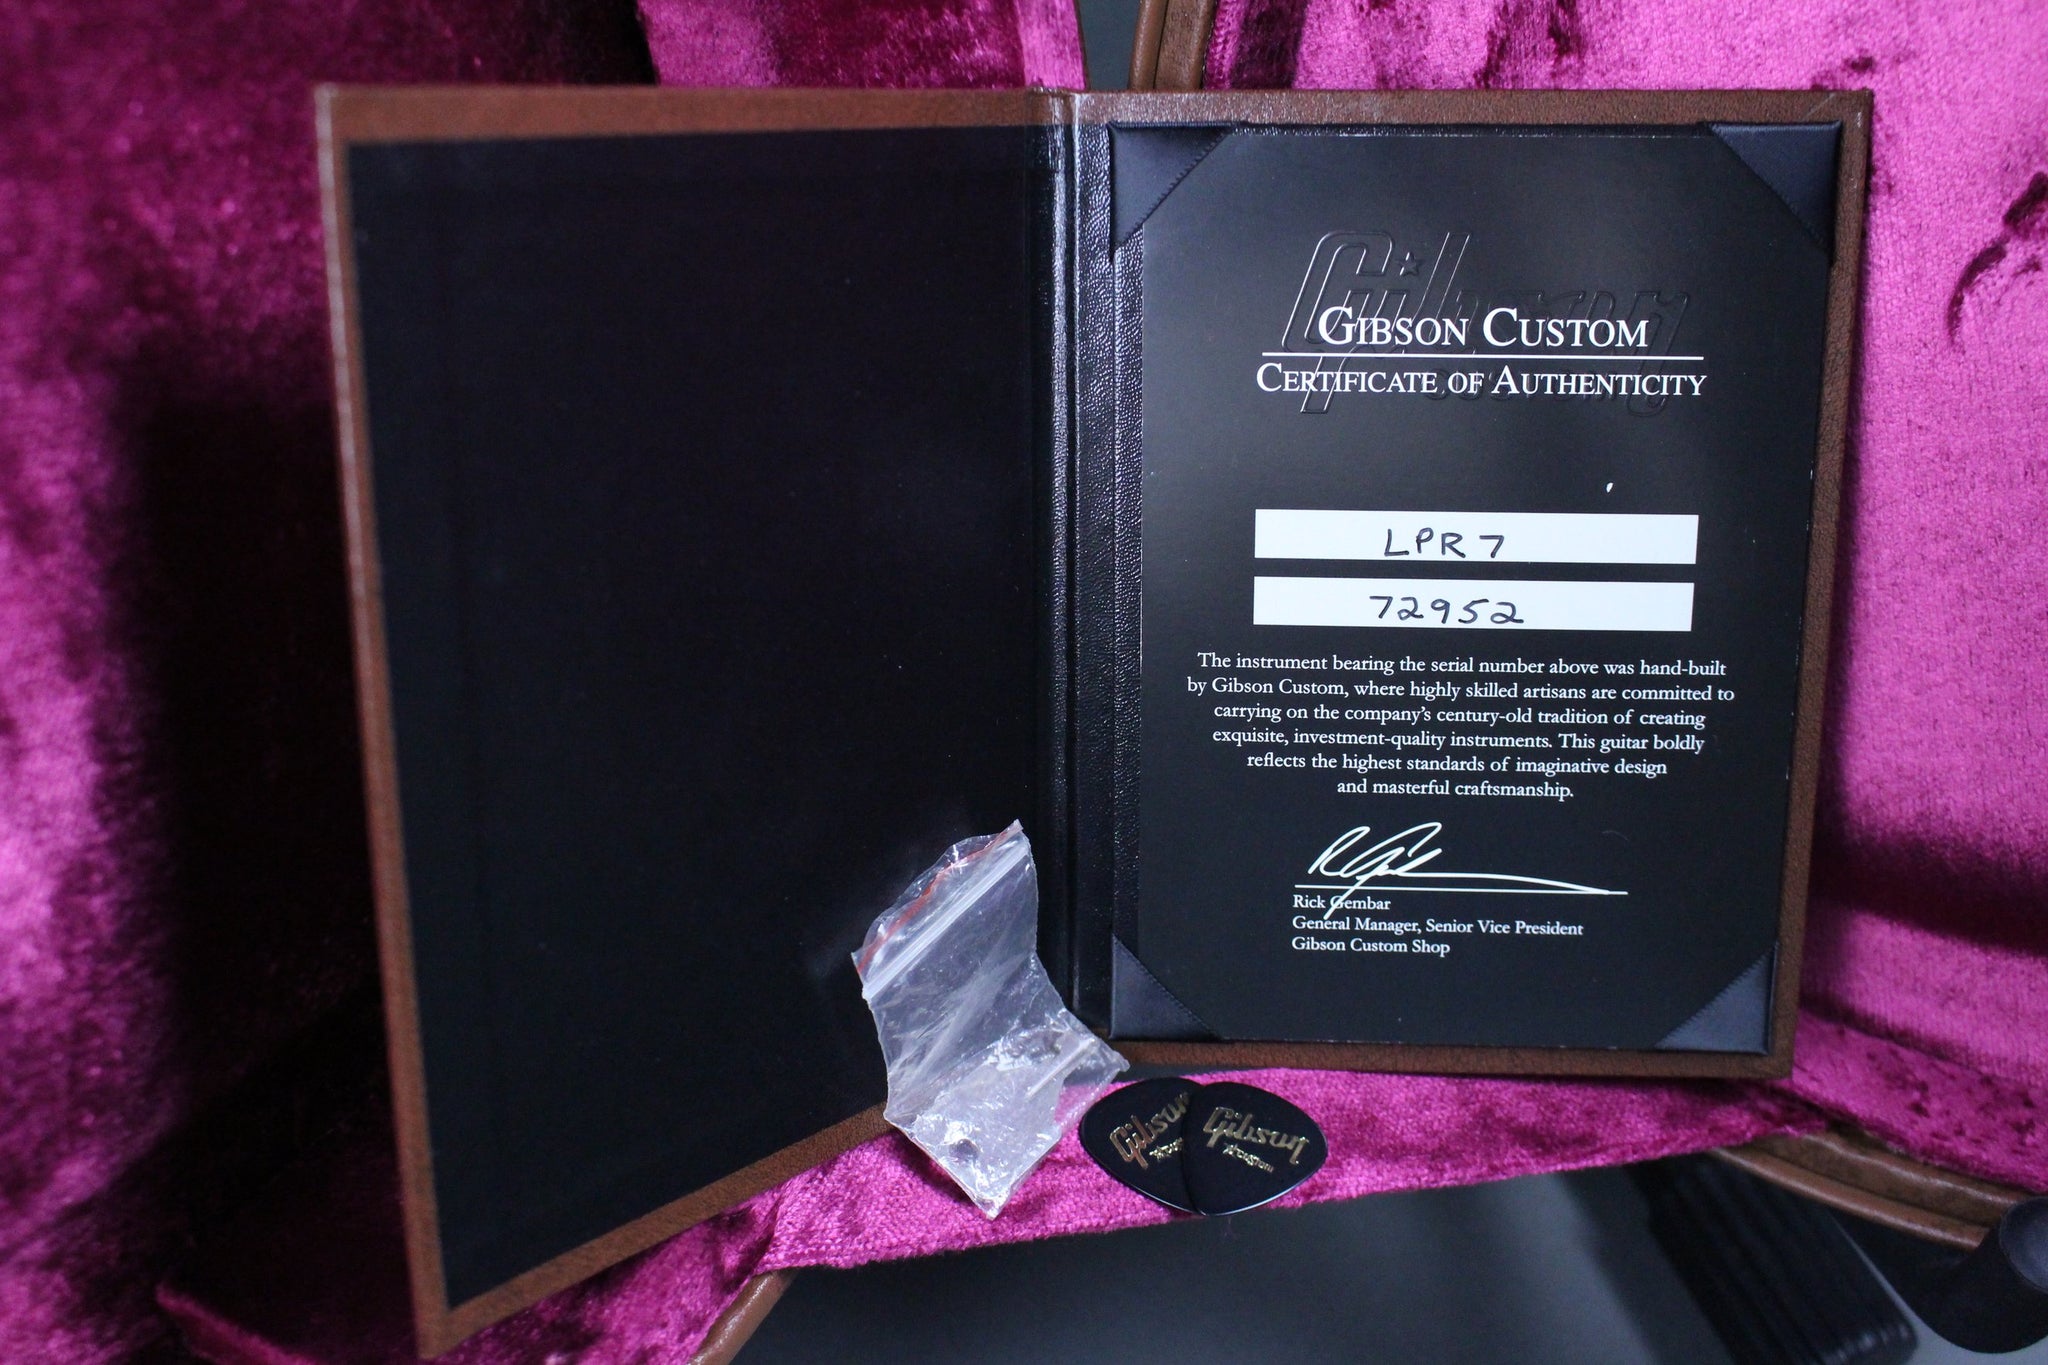 Gibson
CUSTOM
GIBSON CUSTOM
CERTIFICATE OF AUTHENTICITY
LPR7
72952
The instrument bearing the serial number above was hand-built
by Gibson Custom, where highly skilled artisans are committed to
carrying on the company's century-old tradition of creating
exquisite, investment-quality instruments. This guitar boldly
reflects the highest standards of imaginative design
and masterful craftsmanship.
Rick Gembar
General Manager, Senior Vice President
Gibson Custom Shop
Gibson
Gibson
Custom